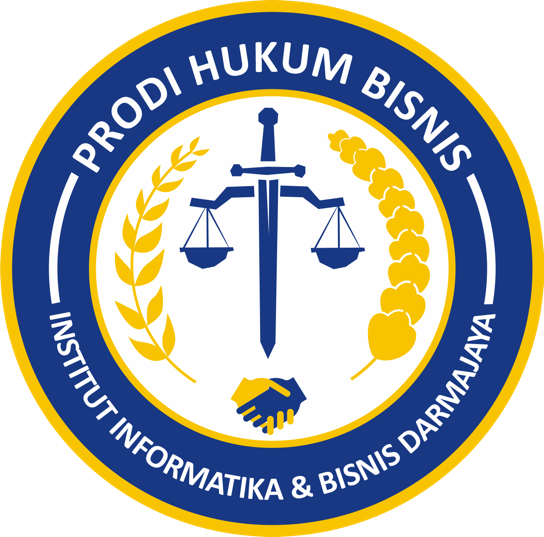 PRODI HUKUM BISNIS
INSTITUT INFORMATIKA & BISNIS DARMAJAYA